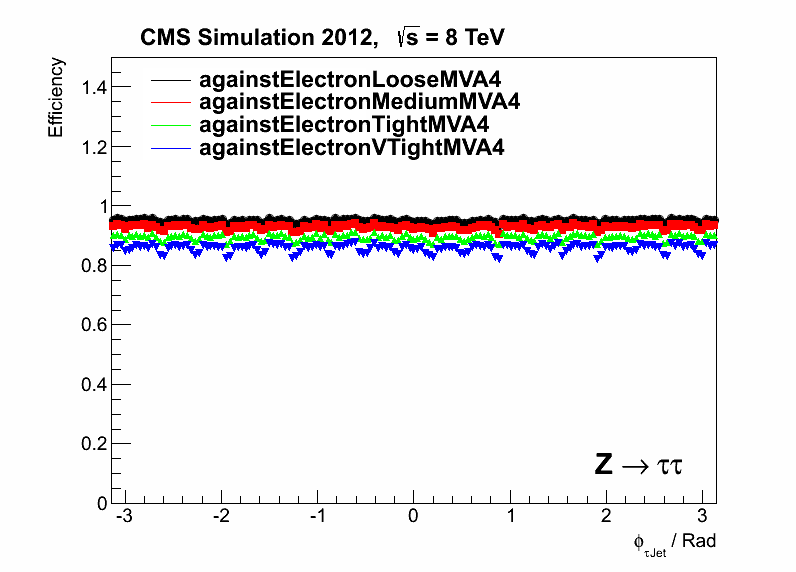 CMS Simulation 2012, √s = 8 TeV
Efficiency
againstElectronLooseMVA4
againstElectronMediumMVA4
againstElectronTightMVA4
againstElectronVTightMVA4
1.4
1.2
1
0.8
0.6
0.4
0.2
0
Z → ττ
-3 -2 -1 0 1 2 3
ϕτJet / Rad